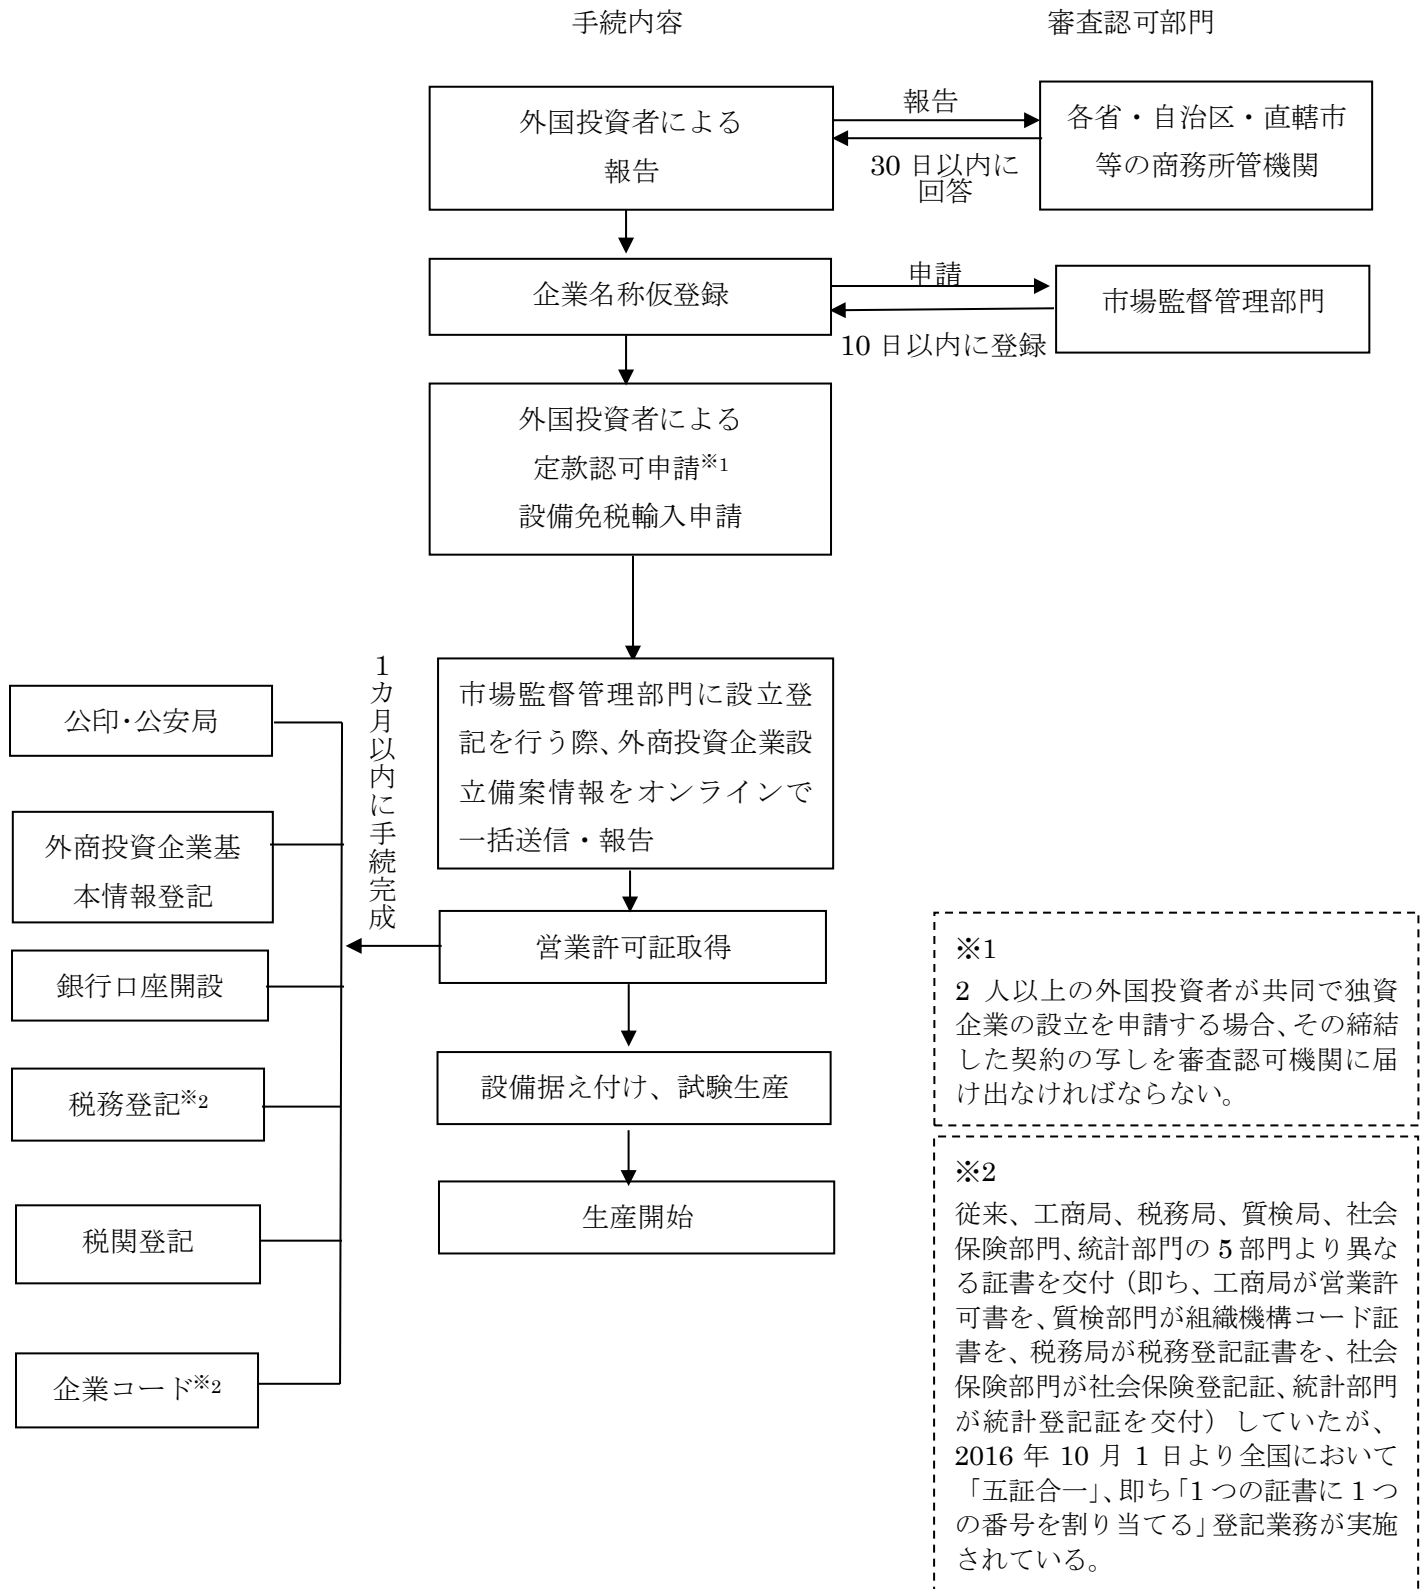 手続内容
審査認可部門
外国投資者による
報告
報告
30 日以内に
回答
各省・自治区・直轄市
等の商務所管機関
企業名称仮登録
申請
10 日以内に登録
市場監督管理部門
外国投資者による
定款認可申請※1
設備免税輸入申請
市場監督管理部門に設立登
記を行う際、外商投資企業設
立備案情報をオンラインで
一括送信・報告
営業許可証取得
設備据え付け、試験生産
生産開始
1カ月以内に手続完成
公印・公安局
外商投資企業基
本情報登記
銀行口座開設
税務登記※2
税関登記
企業コード※2
※1
2 人以上の外国投資者が共同で独資
企業の設立を申請する場合、その締結
した契約の写しを審査認可機関に届
け出なければならない。
※2
従来、工商局、税務局、質検局、社会
保険部門、統計部門の 5 部門より異な
る証書を交付（即ち、工商局が営業許
可書を、質検部門が組織機構コード証
書を、税務局が税務登記証書を、社会
保険部門が社会保険登記証、統計部門
が統計登記証を交付）していたが、
2016 年 10 月 1 日より全国において
「五証合一」、即ち「1 つの証書に 1 つ
の番号を割り当てる」登記業務が実施
されている。